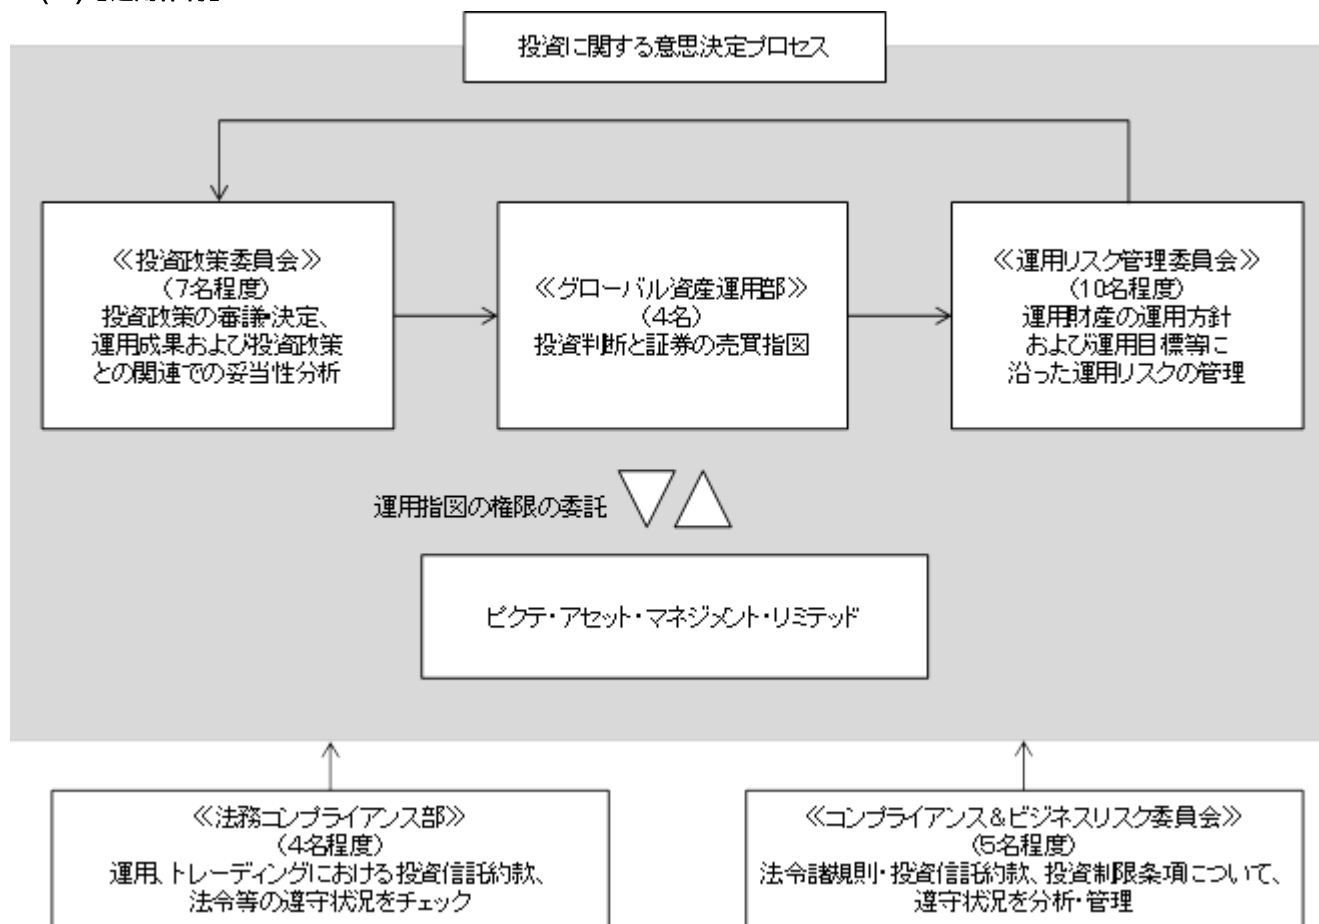 投資に関する意思決定プロセス
≪投資政策委員会≫
(7名程度)
投資政策の審議・決定、
運用成果および投資政策
との関連での妥当性分析
≪グローバル資産運用部≫
(4名)
投資判断と証券の売買指図
≪運用リスク管理委員会≫
(10名程度)
運用財産の運用方針
および運用目標等に
沿った運用リスクの管理
運用指図の権限の委託
ピクテ・アセット・マネジメント・リミテッド
≪法務コンプライアンス部≫
(4名程度)
運用、トレーディングにおける投資信託約款、
法令等の遵守状況をチェック
≪コンプライアンス&ビジネスリスク委員会≫
(5名程度)
法令諸規則・投資信託約款、投資制限条項について、
遵守状況を分析・管理